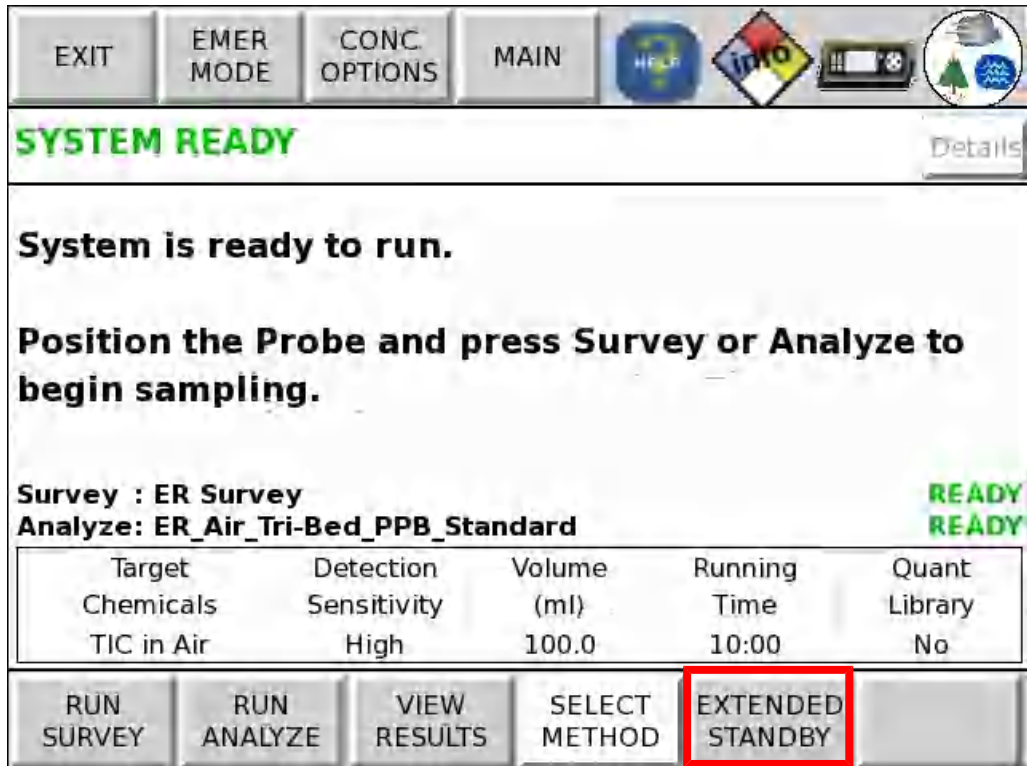 EXIT
EMER
MODE
CONC
OPTIONS
MAIN
HELP
info
SYSTEM READY
Details
System is ready to run.
Position the Probe and press Survey or Analyze to
begin sampling.
Survey : ER Survey READY
Analyze: ER_Air_Tri-Bed_PPB_Standard READY
Target Detection Volume Running Quant
Chemicals Sensitivity (ml) Time Library
TIC in Air High 100.0 10:00 No
RUN
SURVEY
RUN
ANALYZE
VIEW
RESULTS
SELECT
METHOD
EXTENDED
STANDBY